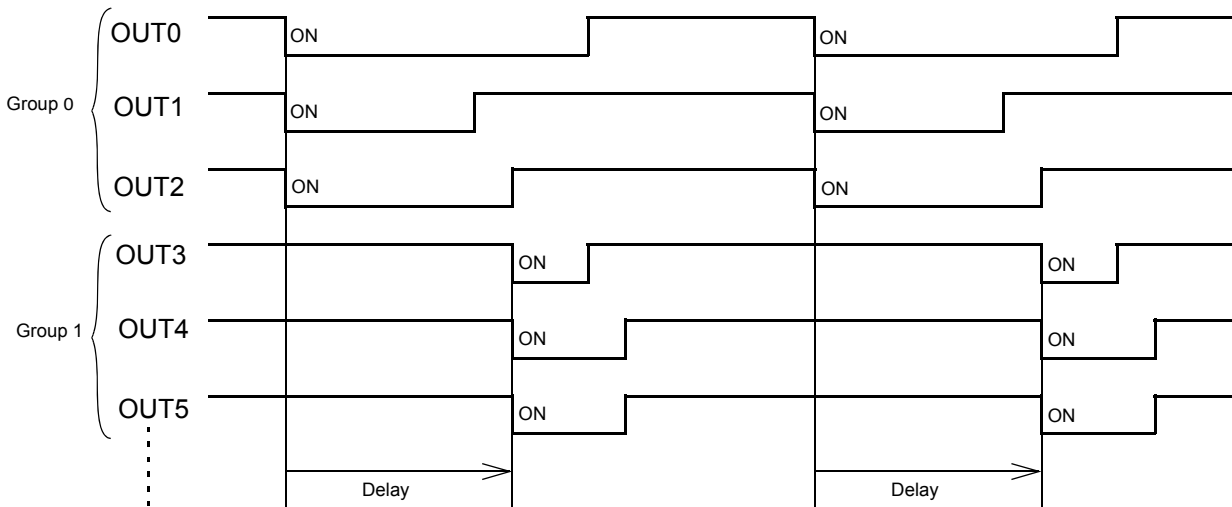 OUT0 ON ON
Group 0
OUT1 ON ON
OUT2 ON ON
OUT3 ON ON
Group 1
OUT4 ON ON
OUT5 ON ON
Delay Delay